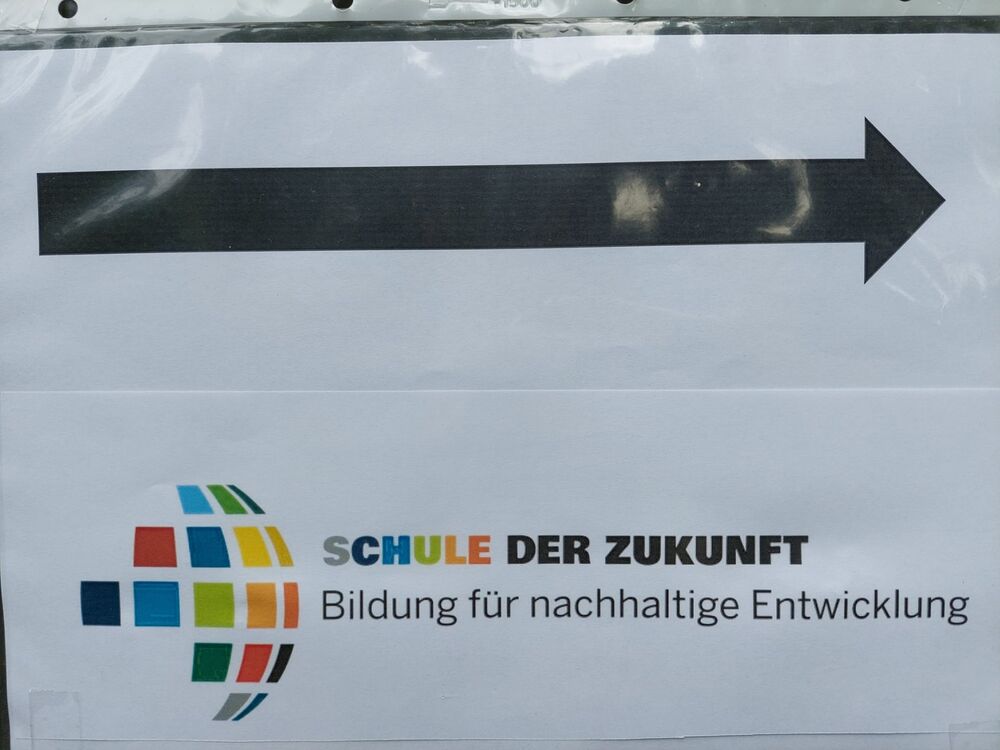 SCHULE DER ZUKUNFT
Bildung für nachhaltige Entwicklung